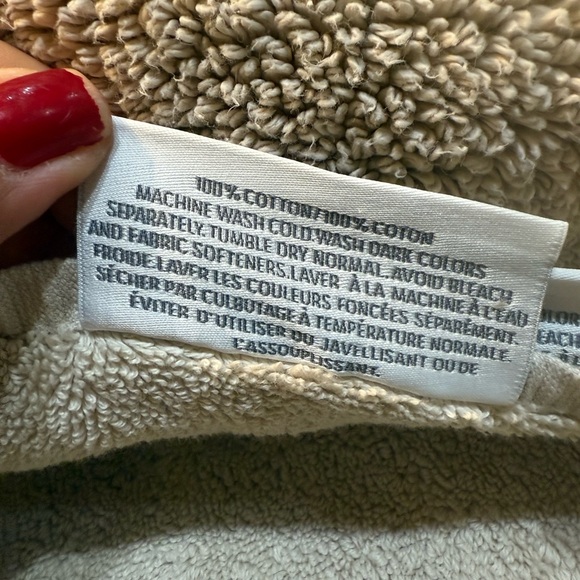 100% COTTON/100% COTON
MACHINE WASH COLD.WASH DARK COLORS
SEPARATELY.TUMBLE DRY NORMAL. AVOID BLEACH
AND FABRIC SOFTENERS.LAVER À LA MACHINE À L'EAU
FROIDE.LAVER LES COULEURS FONCÉES SÉPARÉMENT.
SÉCHER PAR CULBUTAGE À TEMPÉRATURE NORMALE.
ÉVITER D'UTILISER DU JAVELLISANT OU DE
L'ASSOUPLISSANT.